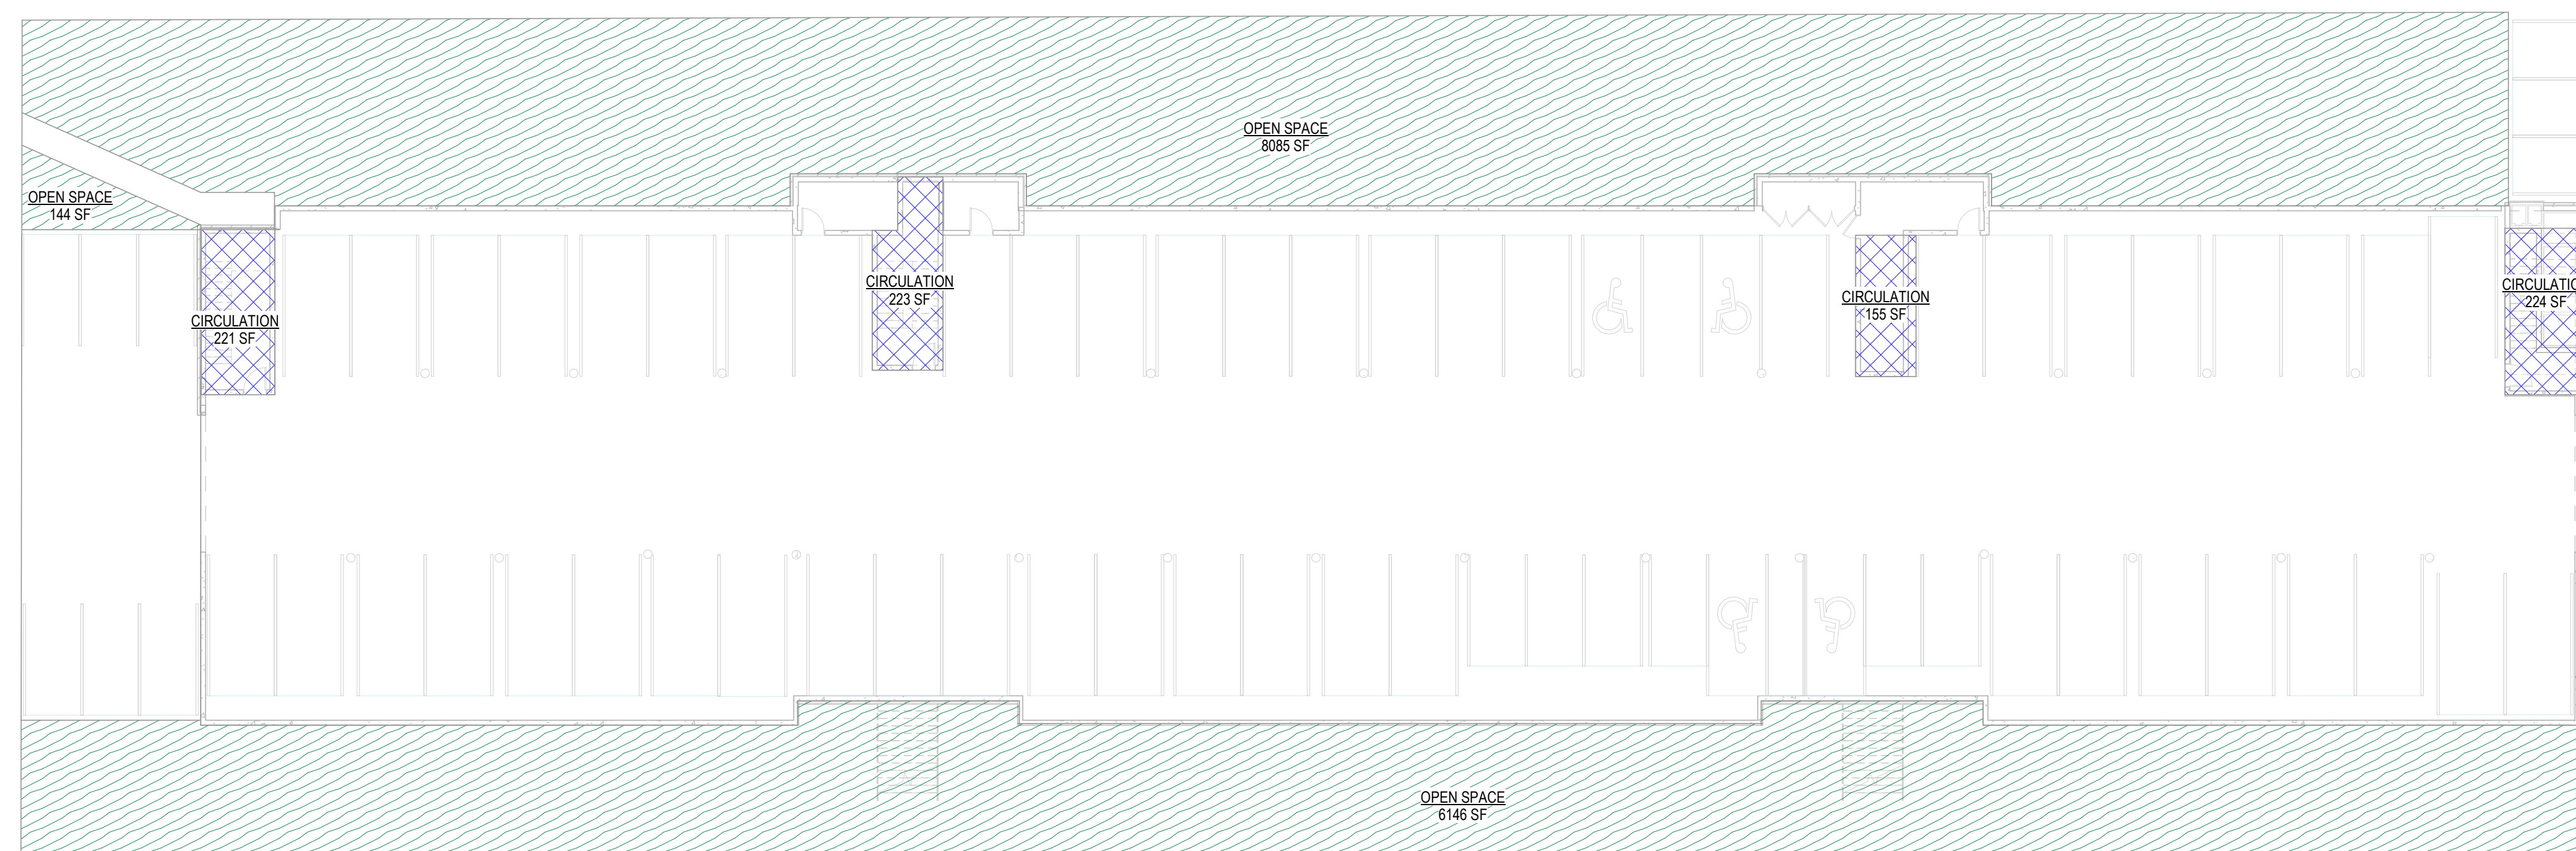 OPEN SPACE
8085 SF
OPEN SPACE
144 SF
CIRCULATION
223 SF
CIRCULATION
224 SF
CIRCULATION
155 SF
CIRCULATION
221 SF
OPEN SPACE
6146 SF